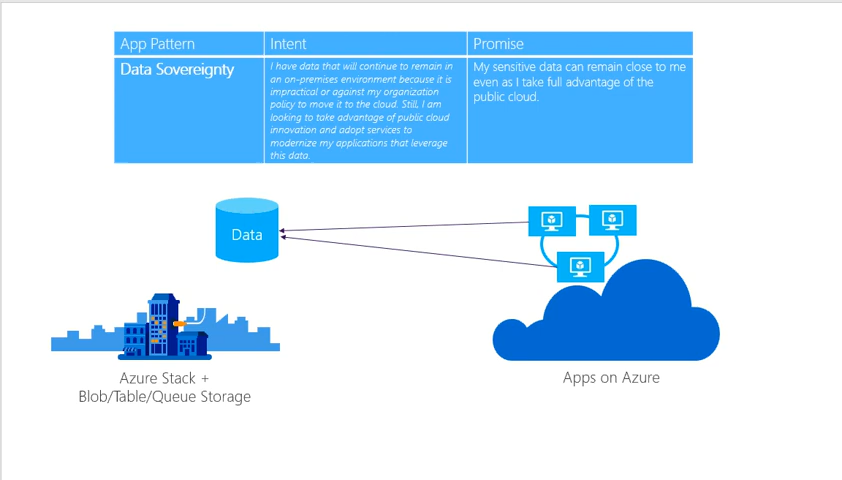 App Pattern
Intent
Promise
Data Sovereignty
I have data that will continue to remain in
an on-premises environment because it is
impractical or against my organization
policy to move it to the cloud. Still, I am
looking to take advantage of public cloud
innovation and adopt services to
modernize my applications that leverage
this data.
My sensitive data can remain close to me
even as I take full advantage of the
public cloud.
Data
Azure Stack +
Blob/Table/Queue Storage
Apps on Azure